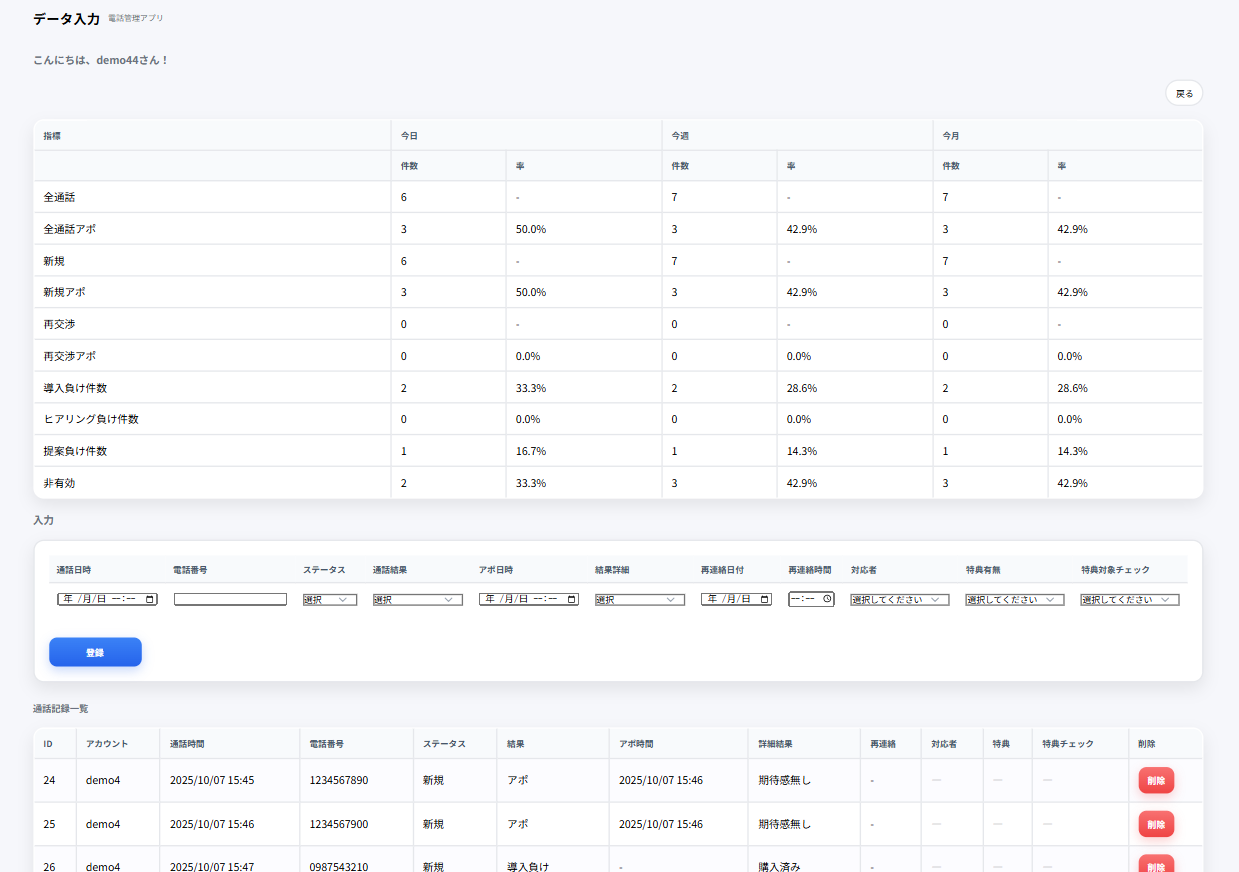 データ入力 電話管理アプリ
こんにちは、demo44さん！
戻る
指標 今日 今週 今月
件数 率 件数 率 件数 率
全通話 6 - 7 - 7 -
全通話アポ 3 50.0% 3 42.9% 3 42.9%
新規 6 - 7 - 7 -
新規アポ 3 50.0% 3 42.9% 3 42.9%
再交渉 0 - 0 - 0 -
再交渉アポ 0 0.0% 0 0.0% 0 0.0%
導入負け件数 2 33.3% 2 28.6% 2 28.6%
ヒアリング負け件数 0 0.0% 0 0.0% 0 0.0%
提案負け件数 1 16.7% 1 14.3% 1 14.3%
非有効 2 33.3% 3 42.9% 3 42.9%
入力
通話日時 電話番号 ステータス 通話結果 アポ日時 結果詳細 再連絡日付 再連絡時間 対応者 特典有無 特典対象チェック
年 /月/日 --:-- 選択 選択 年 /月/日 --:-- 選択 年 /月/日 --:-- 選択してください 選択してください 選択してください
登録
通話記録一覧
ID アカウント 通話時間 電話番号 ステータス 結果 アポ時間 詳細結果 再連絡 対応者 特典 特典チェック 削除
24 demo4 2025/10/07 15:45 1234567890 新規 アポ 2025/10/07 15:46 期待感無し - — — — 削除
25 demo4 2025/10/07 15:46 1234567900 新規 アポ 2025/10/07 15:46 期待感無し - — — — 削除
26 demo4 2025/10/07 15:47 0987543210 新規 導入負け - 購入済み - — — — 削除